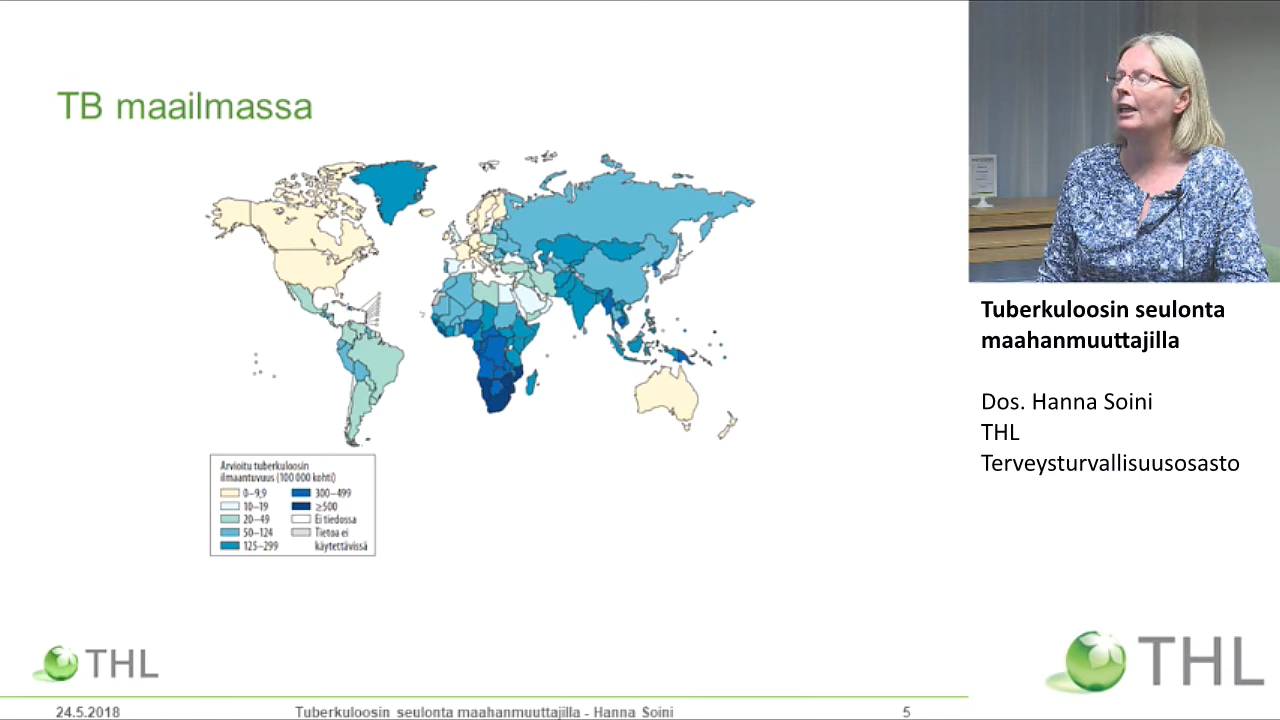 TB maailmassa
Arvioitu tuberkuloosin
ilmaantuvuus (100 000 kohti)
0–9,9
10–19
20–49
50–124
125–299
300–499
≥500
Ei tiedossa
Tietoa ei
käytettävissä
THL
24.5.2018
Tuberkuloosin seulonta maahanmuuttajilla - Hanna Soini
5
Tuberkuloosin seulonta
maahanmuuttajilla
Dos. Hanna Soini
THL
Terveysturvallisuusosasto
THL